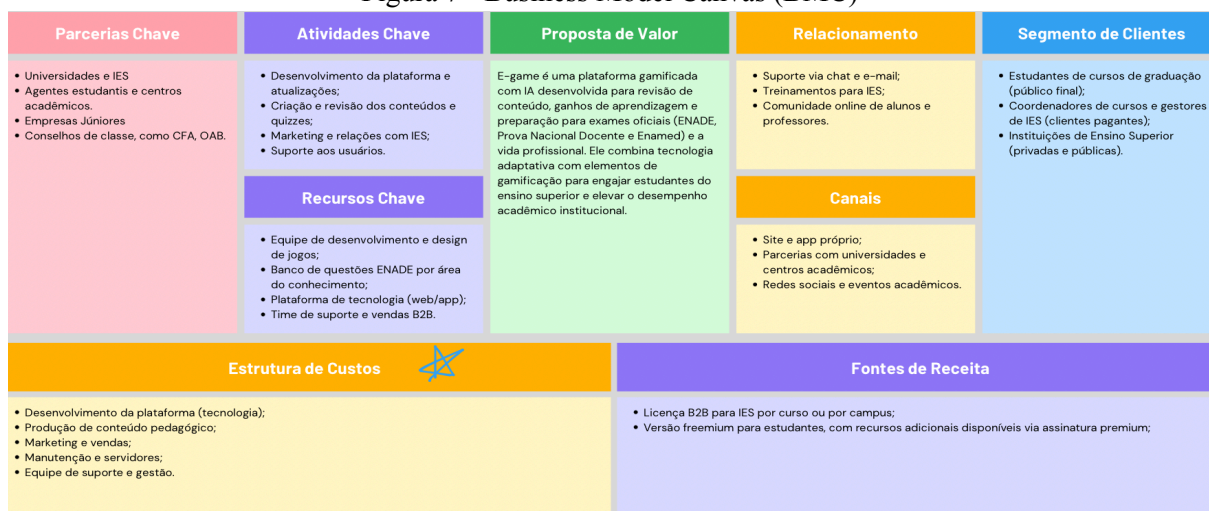 Figura 7 - Business Model Canvas (BMC)
Parcerias Chave
• Universidades e IES
• Agentes estudantis e centros
acadêmicos.
• Empresas Júniores
• Conselhos de classe, como CFA, OAB.
Atividades Chave
• Desenvolvimento da plataforma e
atualizações;
• Criação e revisão dos conteúdos e
quizzes;
• Marketing e relações com IES;
• Suporte aos usuários.
Recursos Chave
• Equipe de desenvolvimento e design
de jogos;
• Banco de questões ENADE por área
do conhecimento;
• Plataforma de tecnologia (web/app);
• Time de suporte e vendas B2B.
Proposta de Valor
E-game é uma plataforma gamificada
com IA desenvolvida para revisão de
conteúdo, ganhos de aprendizagem e
preparação para exames oficiais (ENADE,
Prova Nacional Docente e Enamed) e a
vida profissional. Ele combina tecnologia
adaptativa com elementos de
gamificação para engajar estudantes do
ensino superior e elevar o desempenho
acadêmico institucional.
Relacionamento
• Suporte via chat e e-mail;
• Treinamentos para IES;
• Comunidade online de alunos e
professores.
Canais
• Site e app próprio;
• Parcerias com universidades e
centros acadêmicos;
• Redes sociais e eventos acadêmicos.
Segmento de Clientes
• Estudantes de cursos de graduação
(público final);
• Coordenadores de cursos e gestores
de IES (clientes pagantes);
• Instituições de Ensino Superior
(privadas e públicas).
Estrutura de Custos
• Desenvolvimento da plataforma (tecnologia);
• Produção de conteúdo pedagógico;
• Marketing e vendas;
• Manutenção e servidores;
• Equipe de suporte e gestão.
Fontes de Receita
• Licença B2B para IES por curso ou por campus;
• Versão freemium para estudantes, com recursos adicionais disponíveis via assinatura premium;